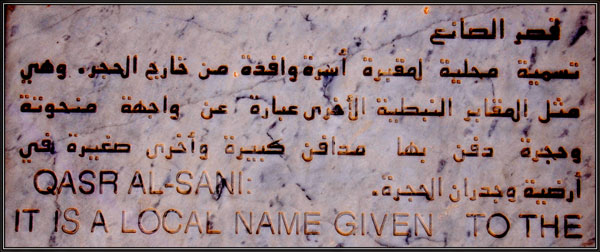 قصر الصانع
تسمية محلية لمقبرة أسرة وافدة من خارج الحجر. وهي
مثل المقابر النبطية الأخرى عبارة عن واجهة منحوتة
وحجرة دفن بها مدافن كبيرة وأخرى صغيرة في
أرضية وجدران الحجرة.
QASR AL-SANI:
IT IS A LOCAL NAME GIVEN TO THE